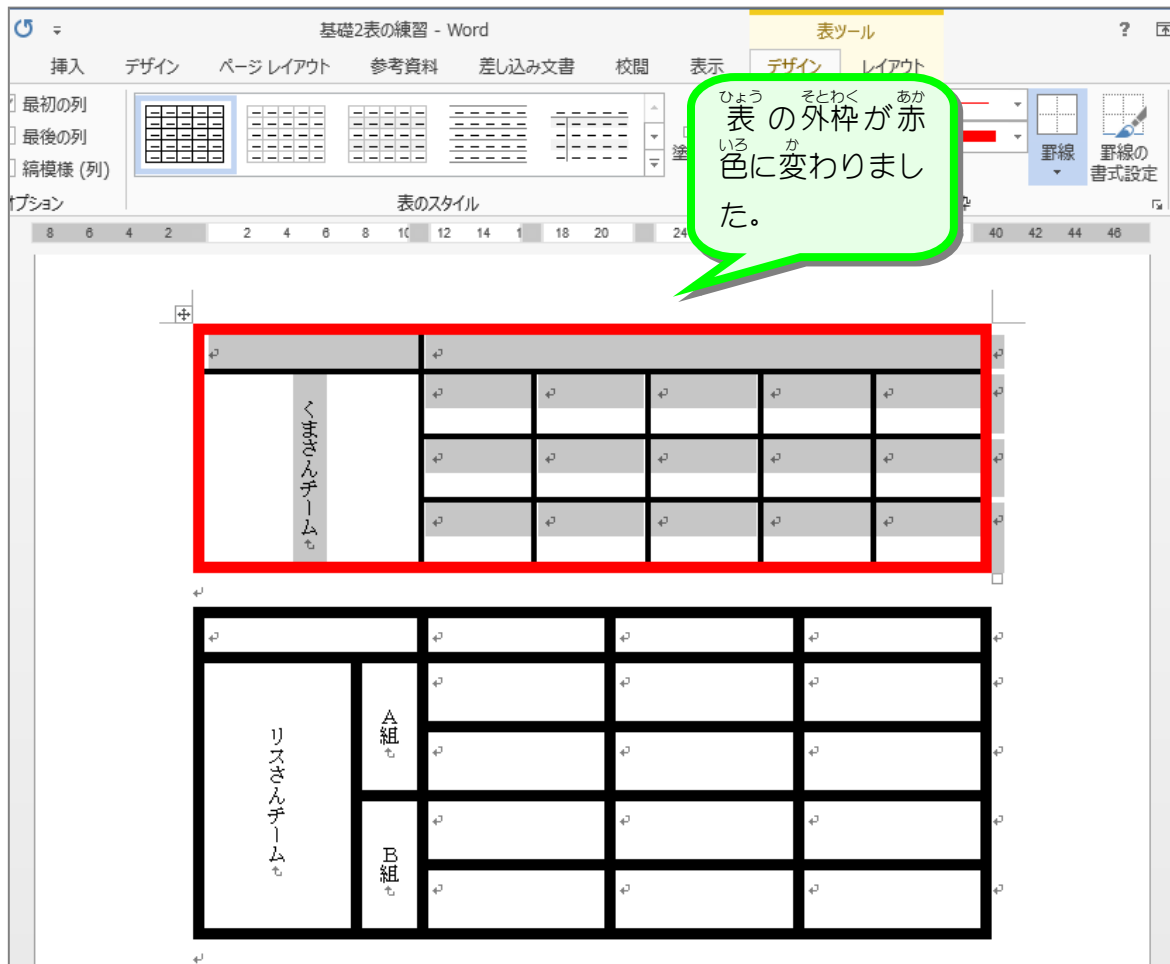 基礎2表の練習 - Word
表ツール
?
挿入 デザイン ページ レイアウト 参考資料 差し込み文書 校閲 表示 デザイン レイアウト
最初の列
最後の列
縞模様 (列)
プション
表のスタイル
塗
罫線
罫線の
書式設定
ひょう そとわく あか
表 の外枠が赤
いろ か
色に変わりまし
た。
8 6 4 2 2 4 6 8 10 12 14 1 18 20 24 40 42 44 46
くまさんチーム
リスさんチーム
A組
B組